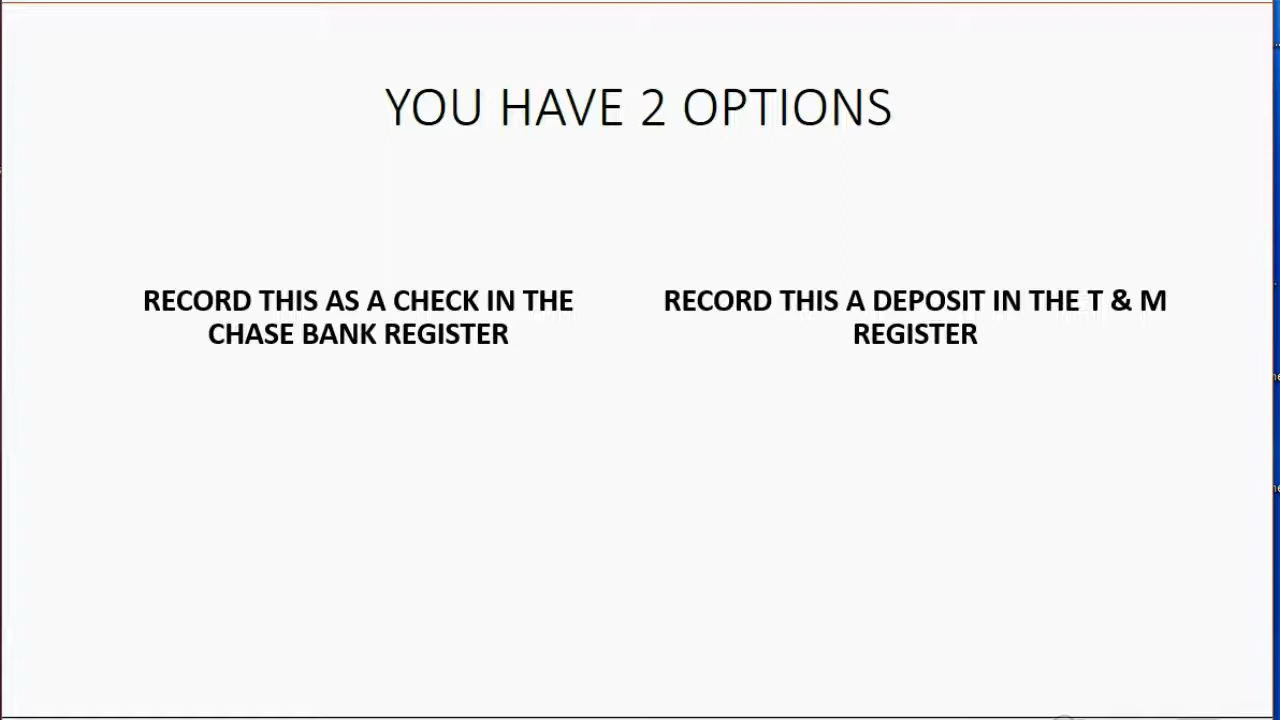 YOU HAVE 2 OPTIONS
RECORD THIS AS A CHECK IN THE
CHASE BANK REGISTER
RECORD THIS A DEPOSIT IN THE T & M
REGISTER